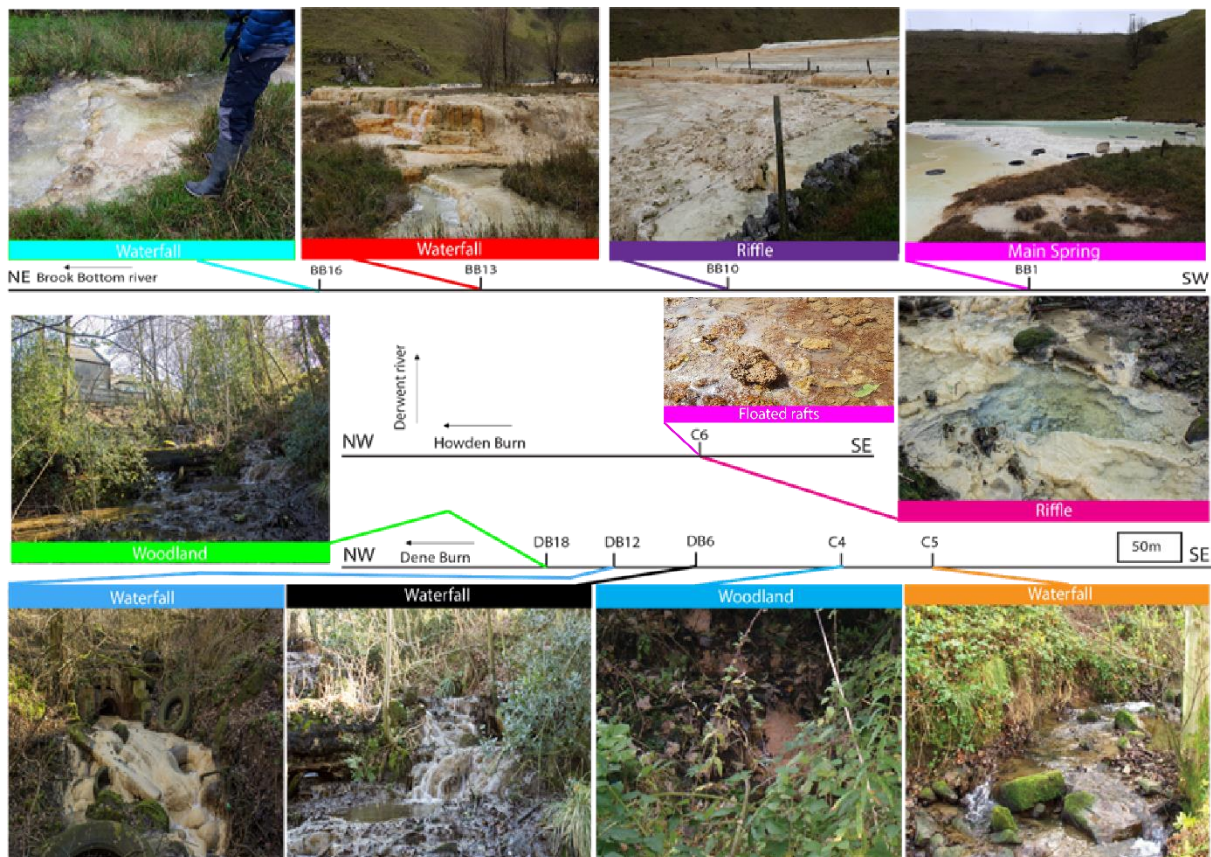 Waterfall
Waterfall
Riffle
Main Spring
NE
Brook Bottom river
BB16
BB13
BB10
BB1
SW
Derwent river
Howden Burn
NW
C6
SE
Floated rafts
Riffle
Woodland
NW
Dene Burn
DB18
DB12
DB6
C4
C5
50m
SE
Waterfall
Waterfall
Woodland
Waterfall